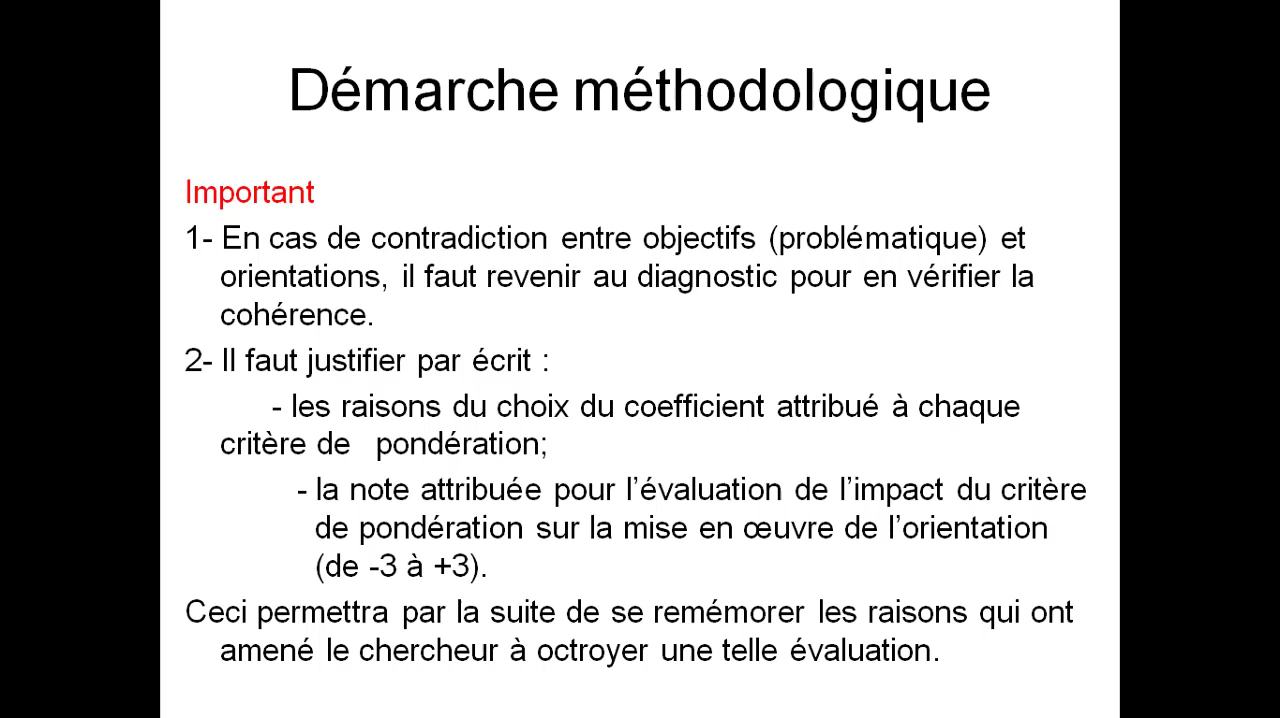 Démarche méthodologique
Important
1- En cas de contradiction entre objectifs (problématique) et
orientations, il faut revenir au diagnostic pour en vérifier la
cohérence.
2- Il faut justifier par écrit :
- les raisons du choix du coefficient attribué à chaque
critère de pondération;
- la note attribuée pour l’évaluation de l’impact du critère
de pondération sur la mise en œuvre de l’orientation
(de -3 à +3).
Ceci permettra par la suite de se remémorer les raisons qui ont
amené le chercheur à octroyer une telle évaluation.